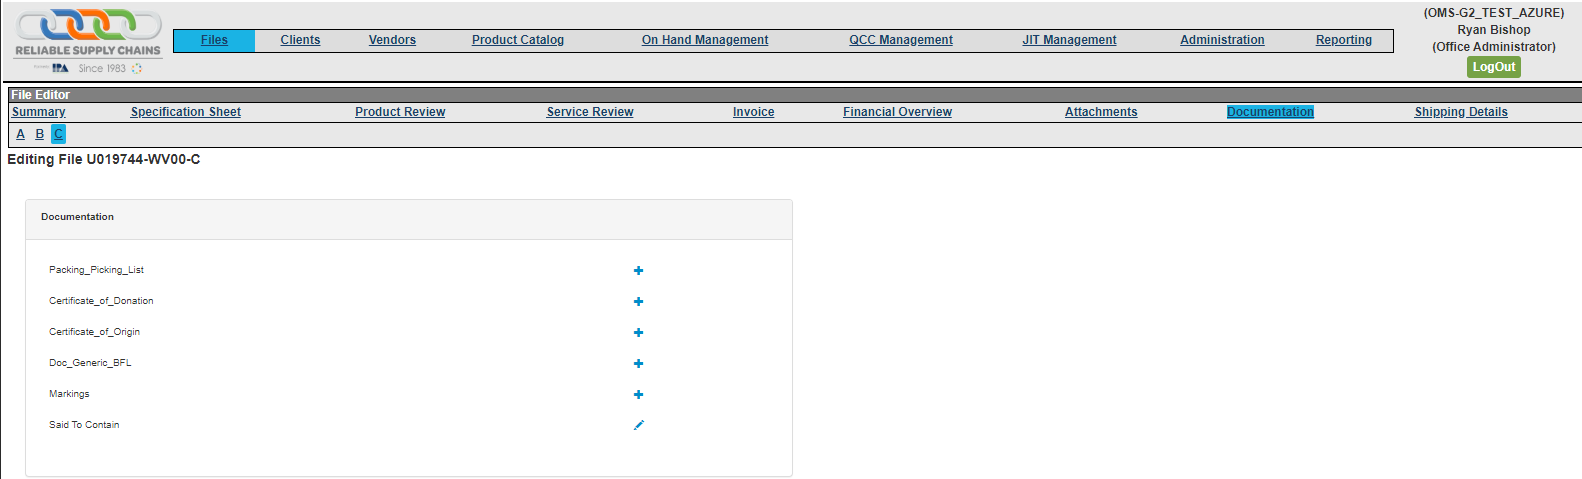 RELIABLE SUPPLY CHAINS
IPA Since 1983
Files Clients Vendors Product Catalog On Hand Management QCC Management JIT Management Administration Reporting
(OMS-G2_TEST_AZURE)
Ryan Bishop
(Office Administrator)
LogOut
File Editor
Summary Specification Sheet Product Review Service Review Invoice Financial Overview Attachments Documentation Shipping Details
A B C
Editing File U019744-WV00-C
Documentation
Packing_Picking_List
Certificate_of_Donation
Certificate_of_Origin
Doc_Generic_BFL
Markings
Said To Contain